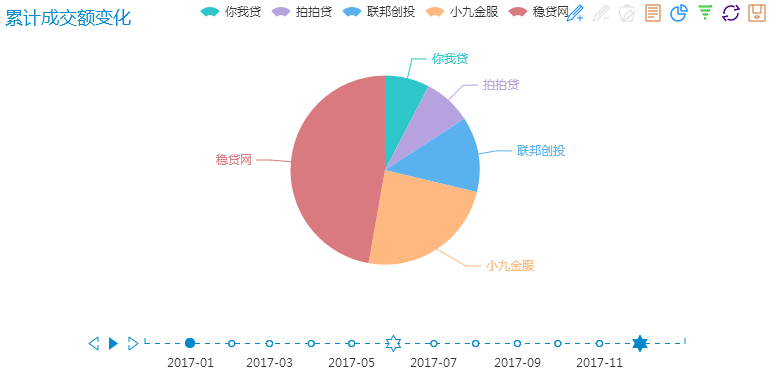 累计成交额变化
你我贷 拍拍贷 联邦创投 小九金服 稳贷网
你我贷
拍拍贷
联邦创投
稳贷网
小九金服
2017-01 2017-03 2017-05 2017-07 2017-09 2017-11